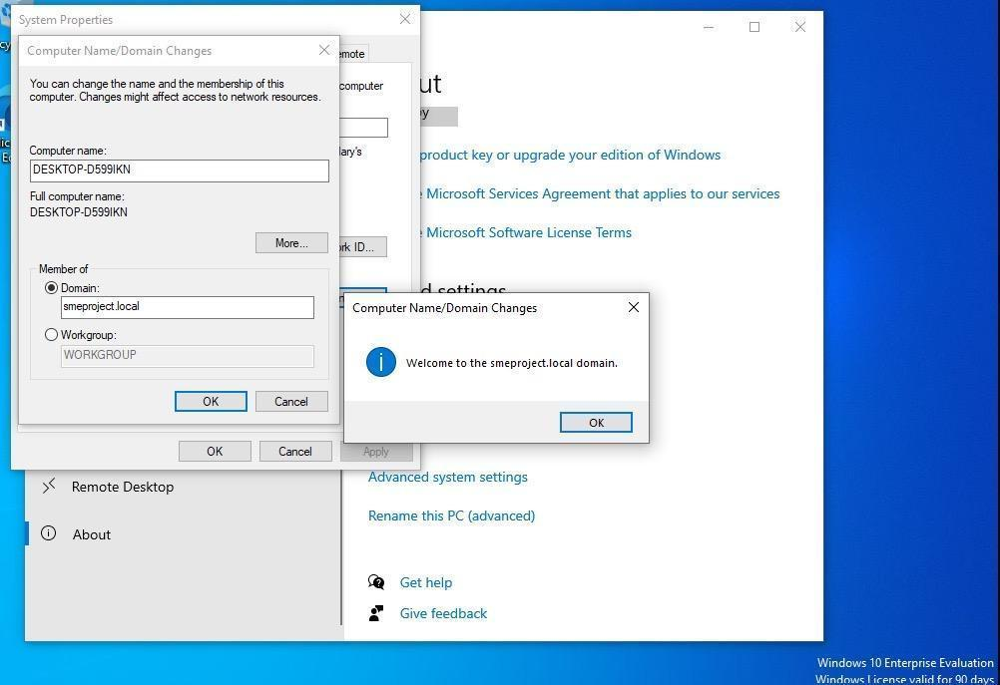 System Properties
Computer Name/Domain Changes
You can change the name and the membership of this
computer. Changes might affect access to network resources.
Computer name:
DESKTOP-D599IKN
Full computer name:
DESKTOP-D599IKN
More...
Member of
Domain:
smeproject.local
Workgroup:
WORKGROUP
OK
Cancel
computer
OK
Cancel
Apply
Computer Name/Domain Changes
Welcome to the smeproject.local domain.
OK
product key or upgrade your edition of Windows
Microsoft Services Agreement that applies to our services
Microsoft Software License Terms
settings
Remote Desktop
About
Advanced system settings
Rename this PC (advanced)
Get help
Give feedback
Windows 10 Enterprise Evaluation
Windows License valid for 90 days